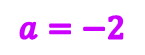 a = −2